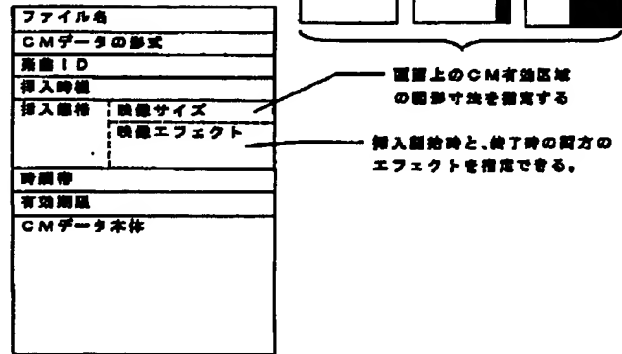 ファイル名
CMデータの形式
楽曲ID
挿入時機
挿入態様 映像サイズ
映像エフェクト
時間帯
有効期限
CMデータ本体
画面上のCM有効区域
の図形寸法を指定する
挿入開始時と、終了時の両方の
エフェクトを指定できる。